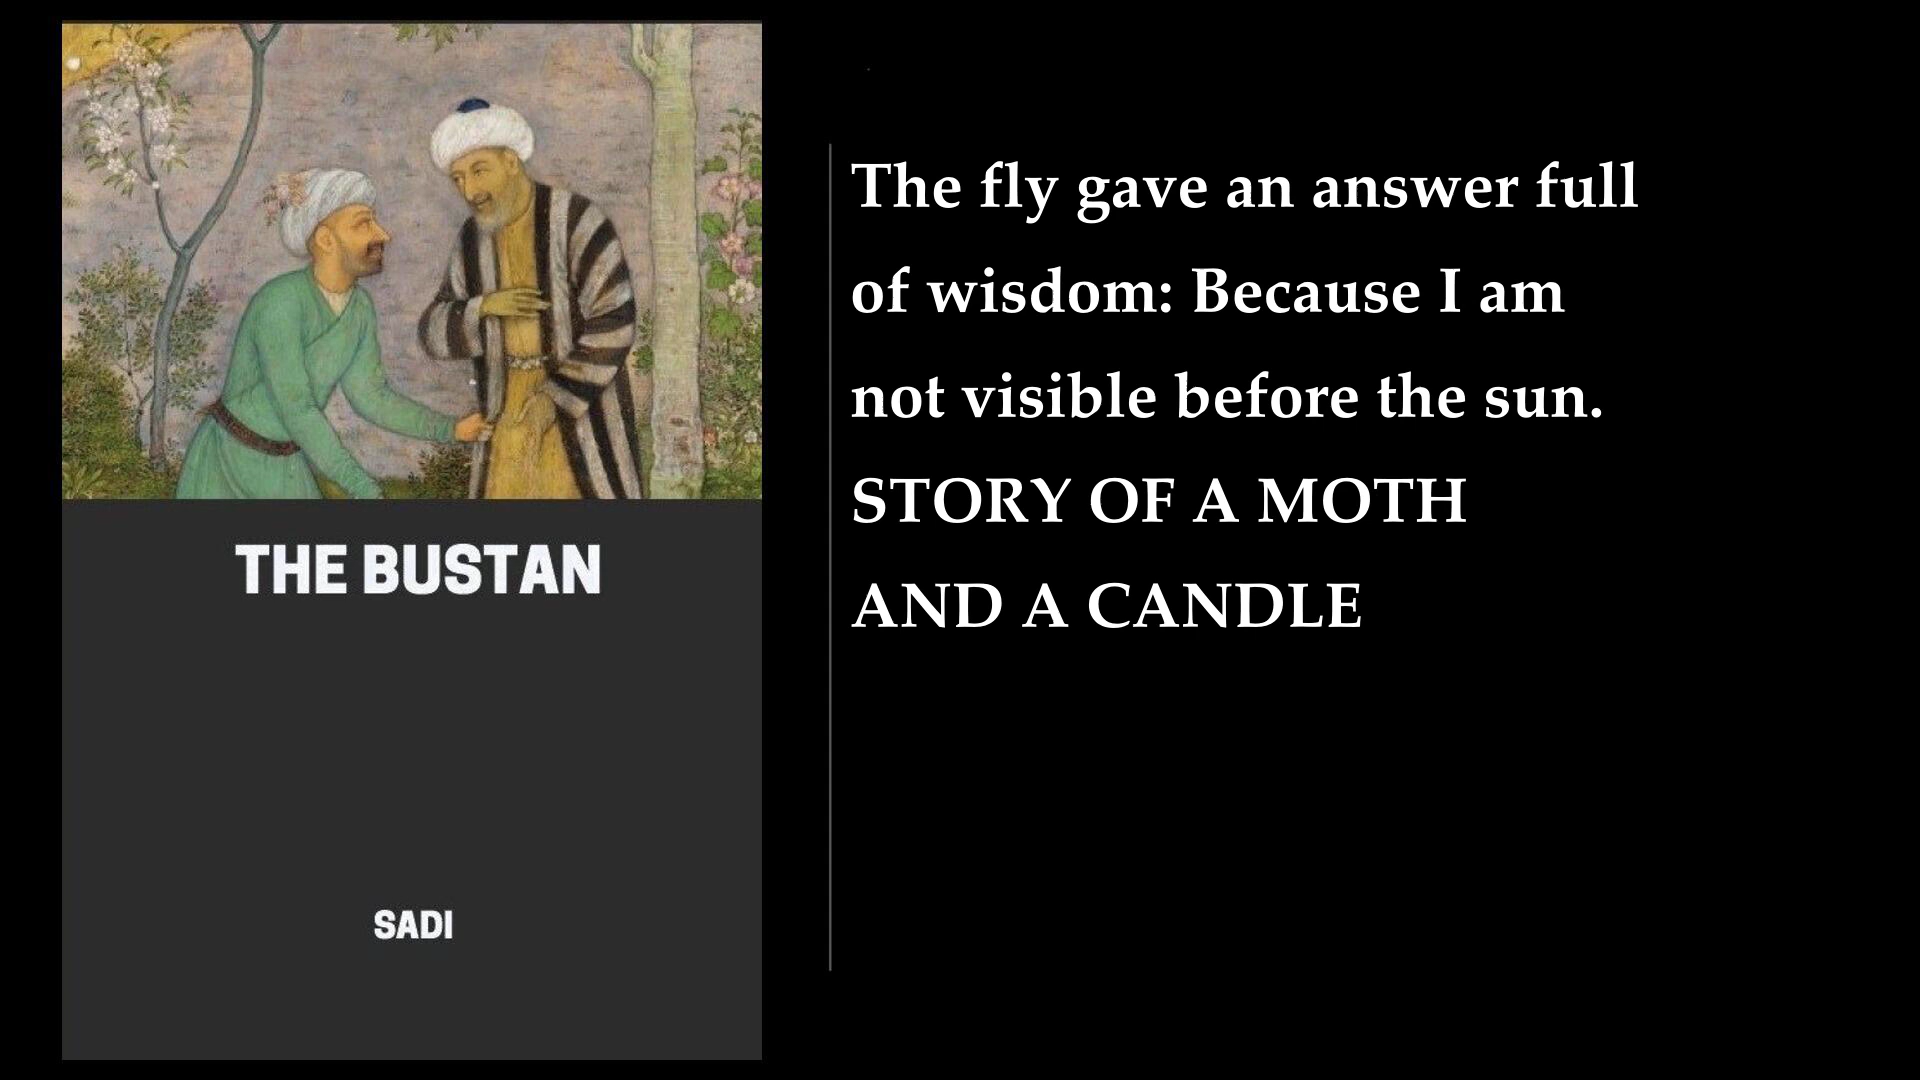 THE BUSTAN
SADI
The fly gave an answer full
of wisdom: Because I am
not visible before the sun.
STORY OF A MOTH
AND A CANDLE